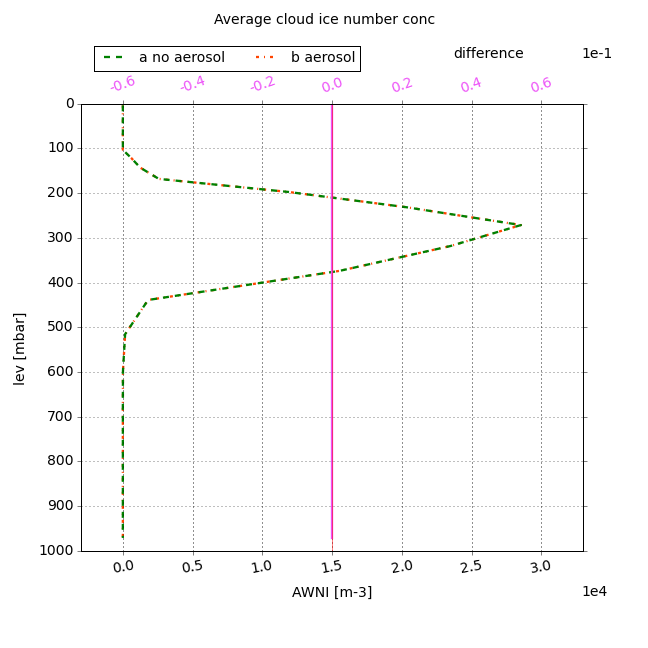 Average cloud ice number conc
a no aerosol b aerosol difference 1e-1
-0.6 -0.4 -0.2 0.0 0.2 0.4 0.6
0
100
200
300
400
500
600
700
800
900
1000
lev [mbar]
0.0 0.5 1.0 1.5 2.0 2.5 3.0
AWNI [m-3] 1e4